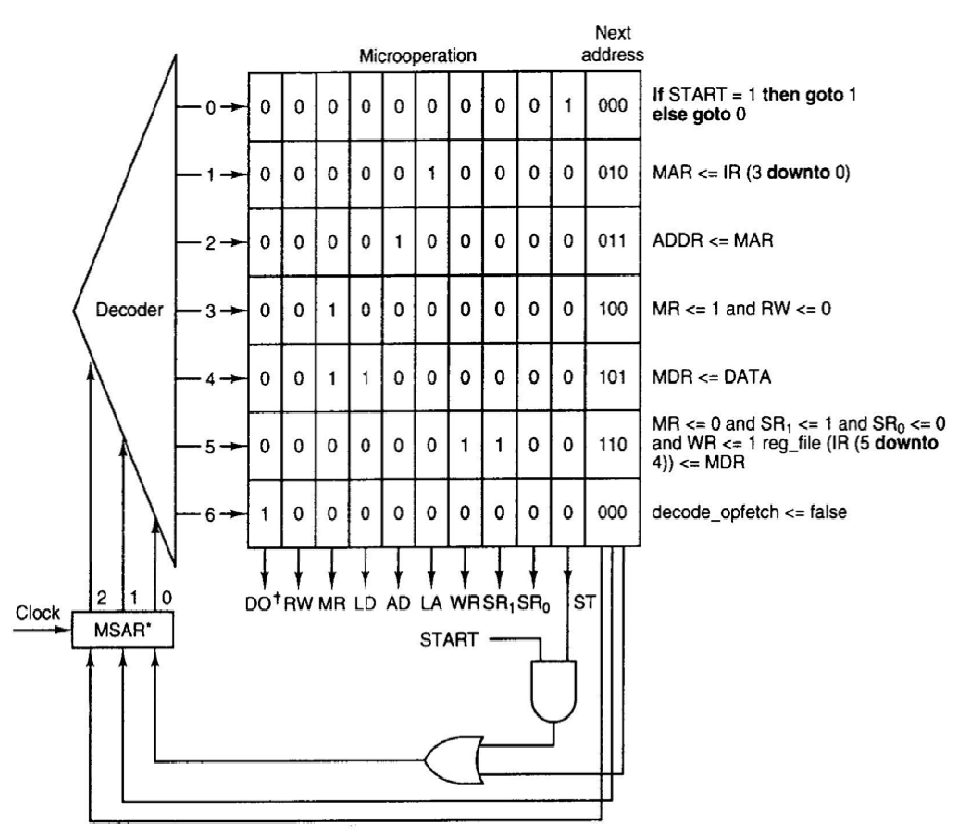 Microoperation
Next
address
0 0 0 0 0 0 0 0 0 0 1 000 If START = 1 then goto 1
else goto 0
1 0 0 0 0 0 1 0 0 0 0 010 MAR <= IR (3 downto 0)
2 0 0 0 0 1 0 0 0 0 0 011 ADDR <= MAR
Decoder
3 0 0 1 0 0 0 0 0 0 0 100 MR <= 1 and RW <= 0
4 0 0 1 1 0 0 0 0 0 0 101 MDR <= DATA
5 0 0 0 0 0 0 1 1 0 0 110 MR <= 0 and SR₁ <= 1 and SR₀ <= 0
and WR <= 1 reg_file (IR (5 downto
4)) <= MDR
6 1 0 0 0 0 0 0 0 0 0 000 decode_opfetch <= false
DO† RW MR LD AD LA WR SR₁ SR₀ ST
2 1 0
Clock
MSAR*
START